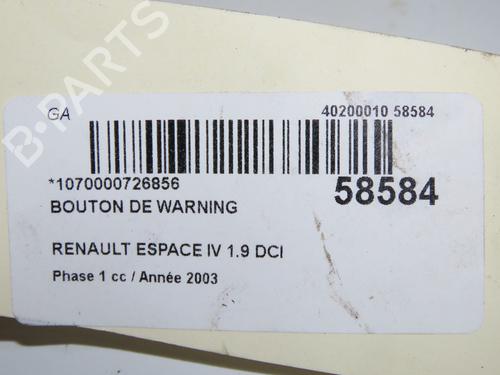 GA
40200010 58584
*1070000726856
58584
BOUTON DE WARNING
RENAULT ESPACE IV 1.9 DCI
Phase 1 cc / Année 2003
B-PARTS